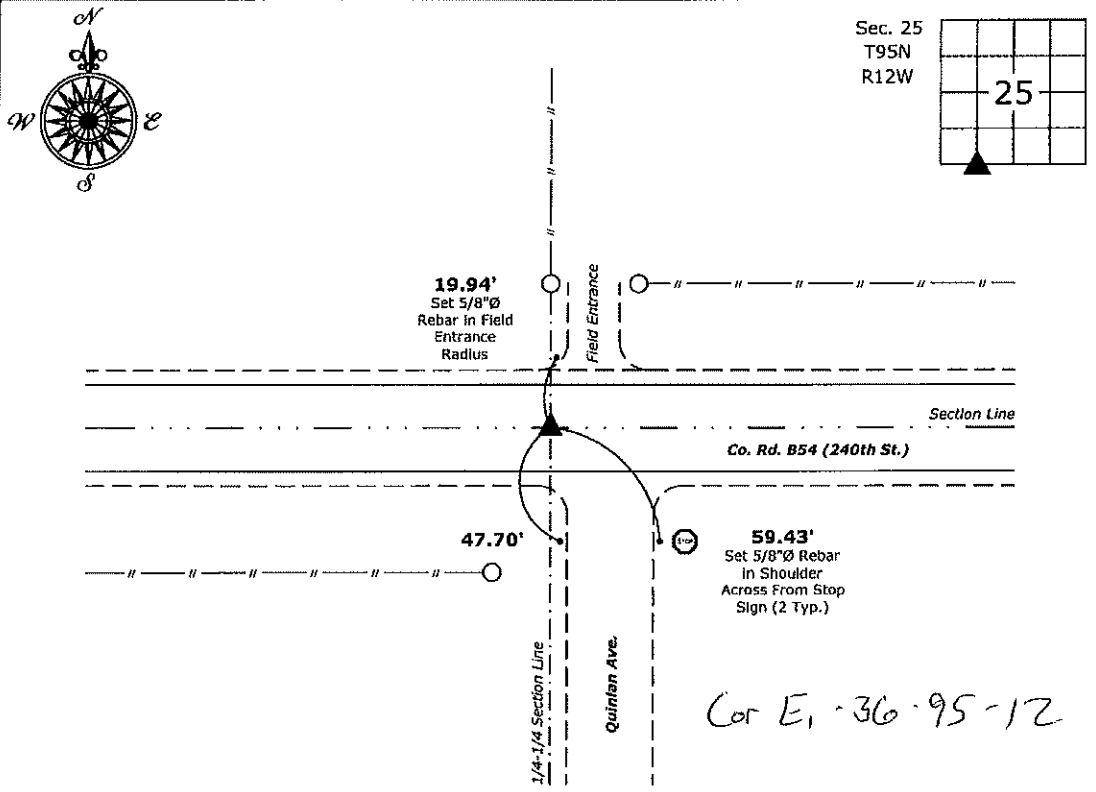 N
W
E
S
Sec. 25
T95N
R12W
25
19.94'
Set 5/8"Ø
Rebar in Field
Entrance
Radius
Field Entrance
Section Line
Co. Rd. B54 (240th St.)
47.70'
STOP
59.43'
Set 5/8"Ø Rebar
in Shoulder
Across From Stop
Sign (2 Typ.)
1/4-1/4 Section Line
Quinlan Ave.
Cor E, -36-95-12